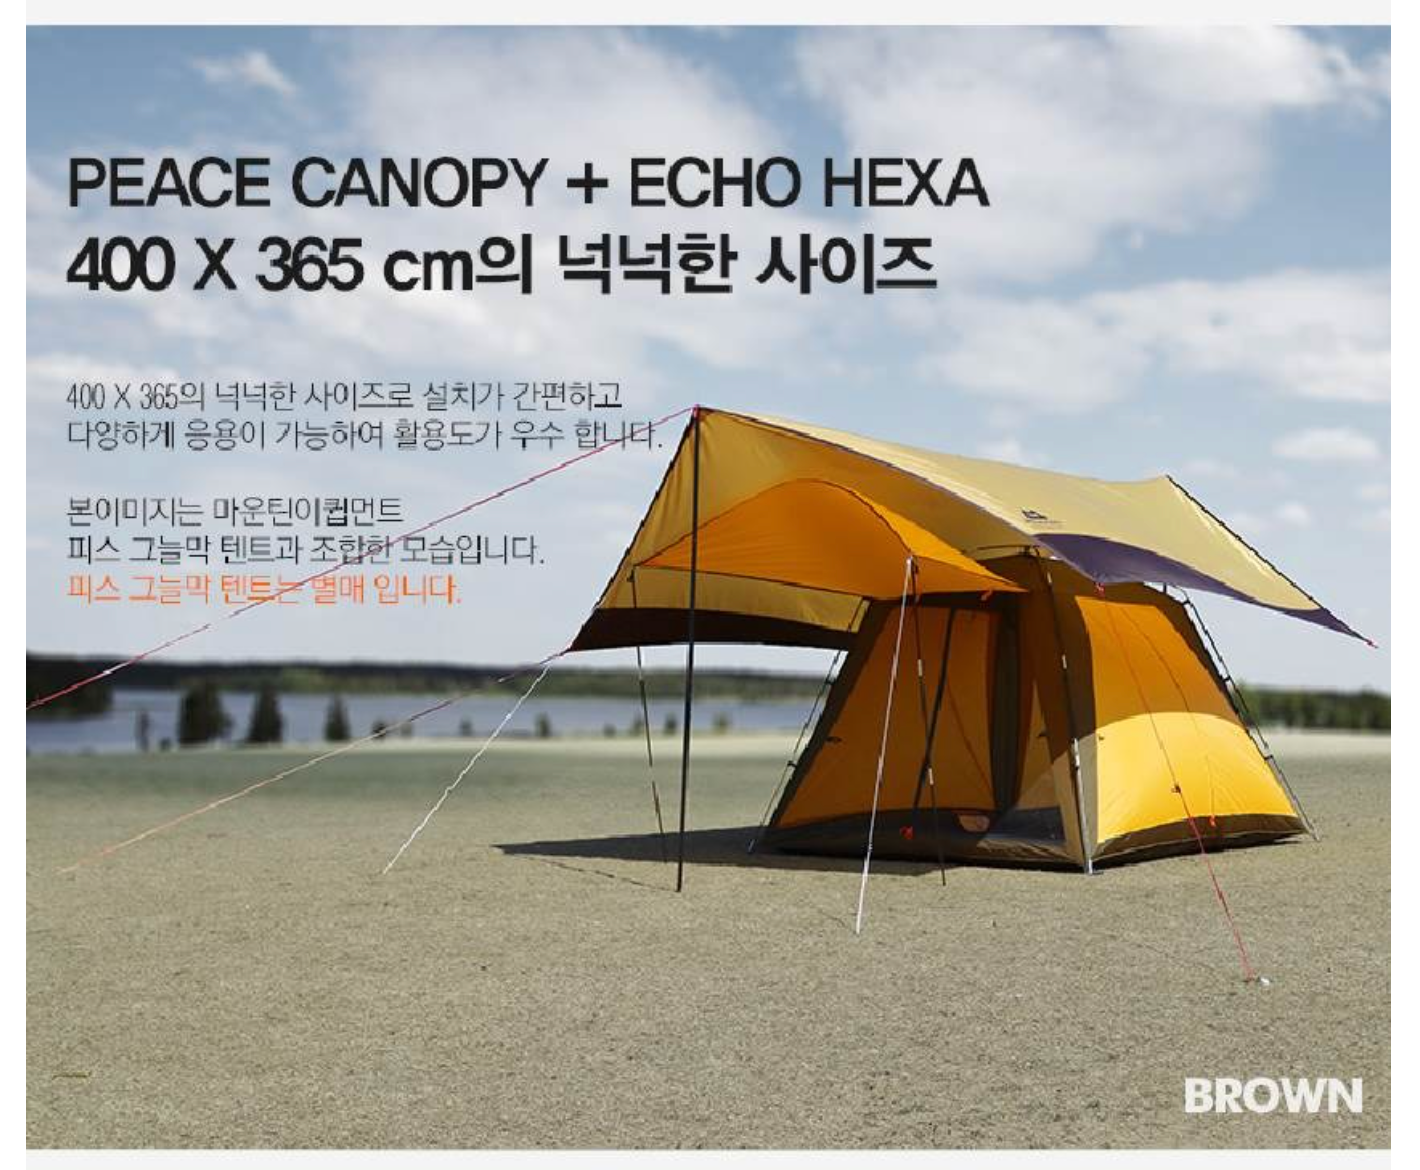 PEACE CANOPY + ECHO HEXA
400 X 365 cm의 넉넉한 사이즈
400 X 365의 넉넉한 사이즈로 설치가 간편하고
다양하게 응용이 가능하여 활용도가 우수 합니다.
본이미지는 마운틴이큅먼트
피스 그늘막 텐트과 조합한 모습입니다.
피스 그늘막 텐트는 별매 입니다.
BROWN